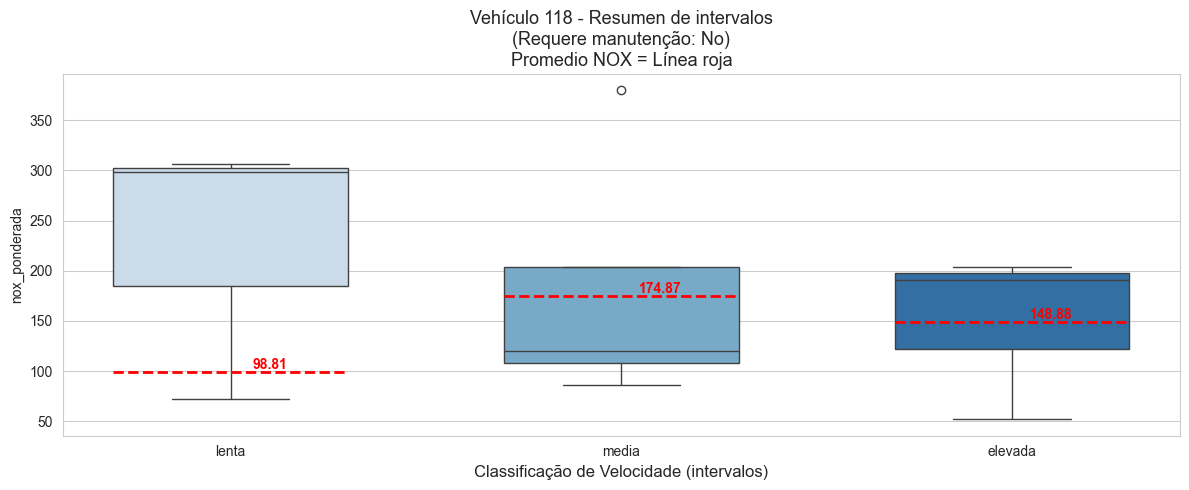 Vehículo 118 - Resumen de intervalos
(Requere manutenção: No)
Promedio NOX = Línea roja
nox_ponderada
350
300
250
200
150
100
50
98.81
174.87
148.88
lenta
media
elevada
Classificação de Velocidade (intervalos)